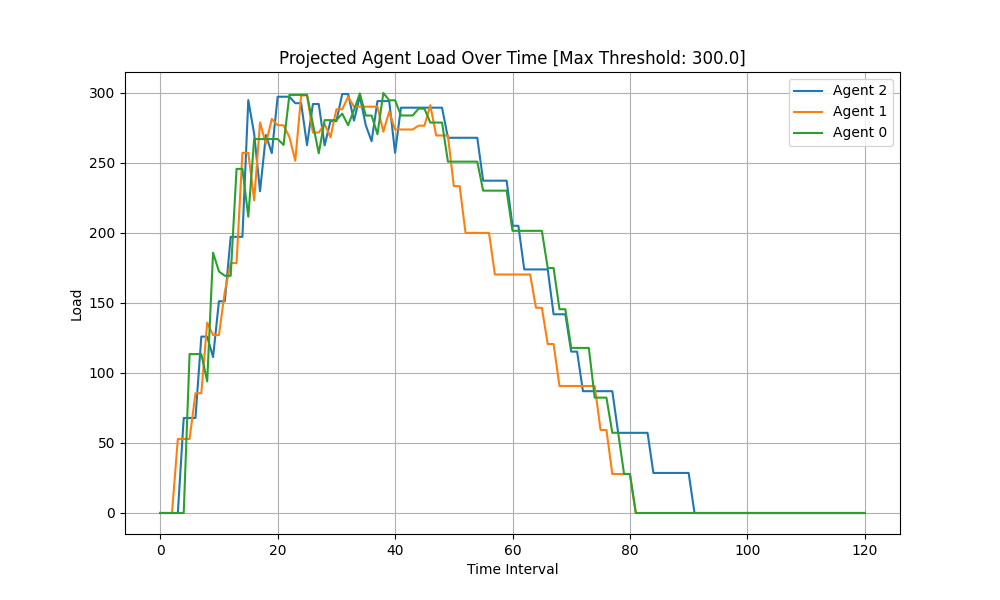 Projected Agent Load Over Time [Max Threshold: 300.0]
Agent 2
Agent 1
Agent 0
300
250
200
150
100
50
0
Load
0 20 40 60 80 100 120
Time Interval